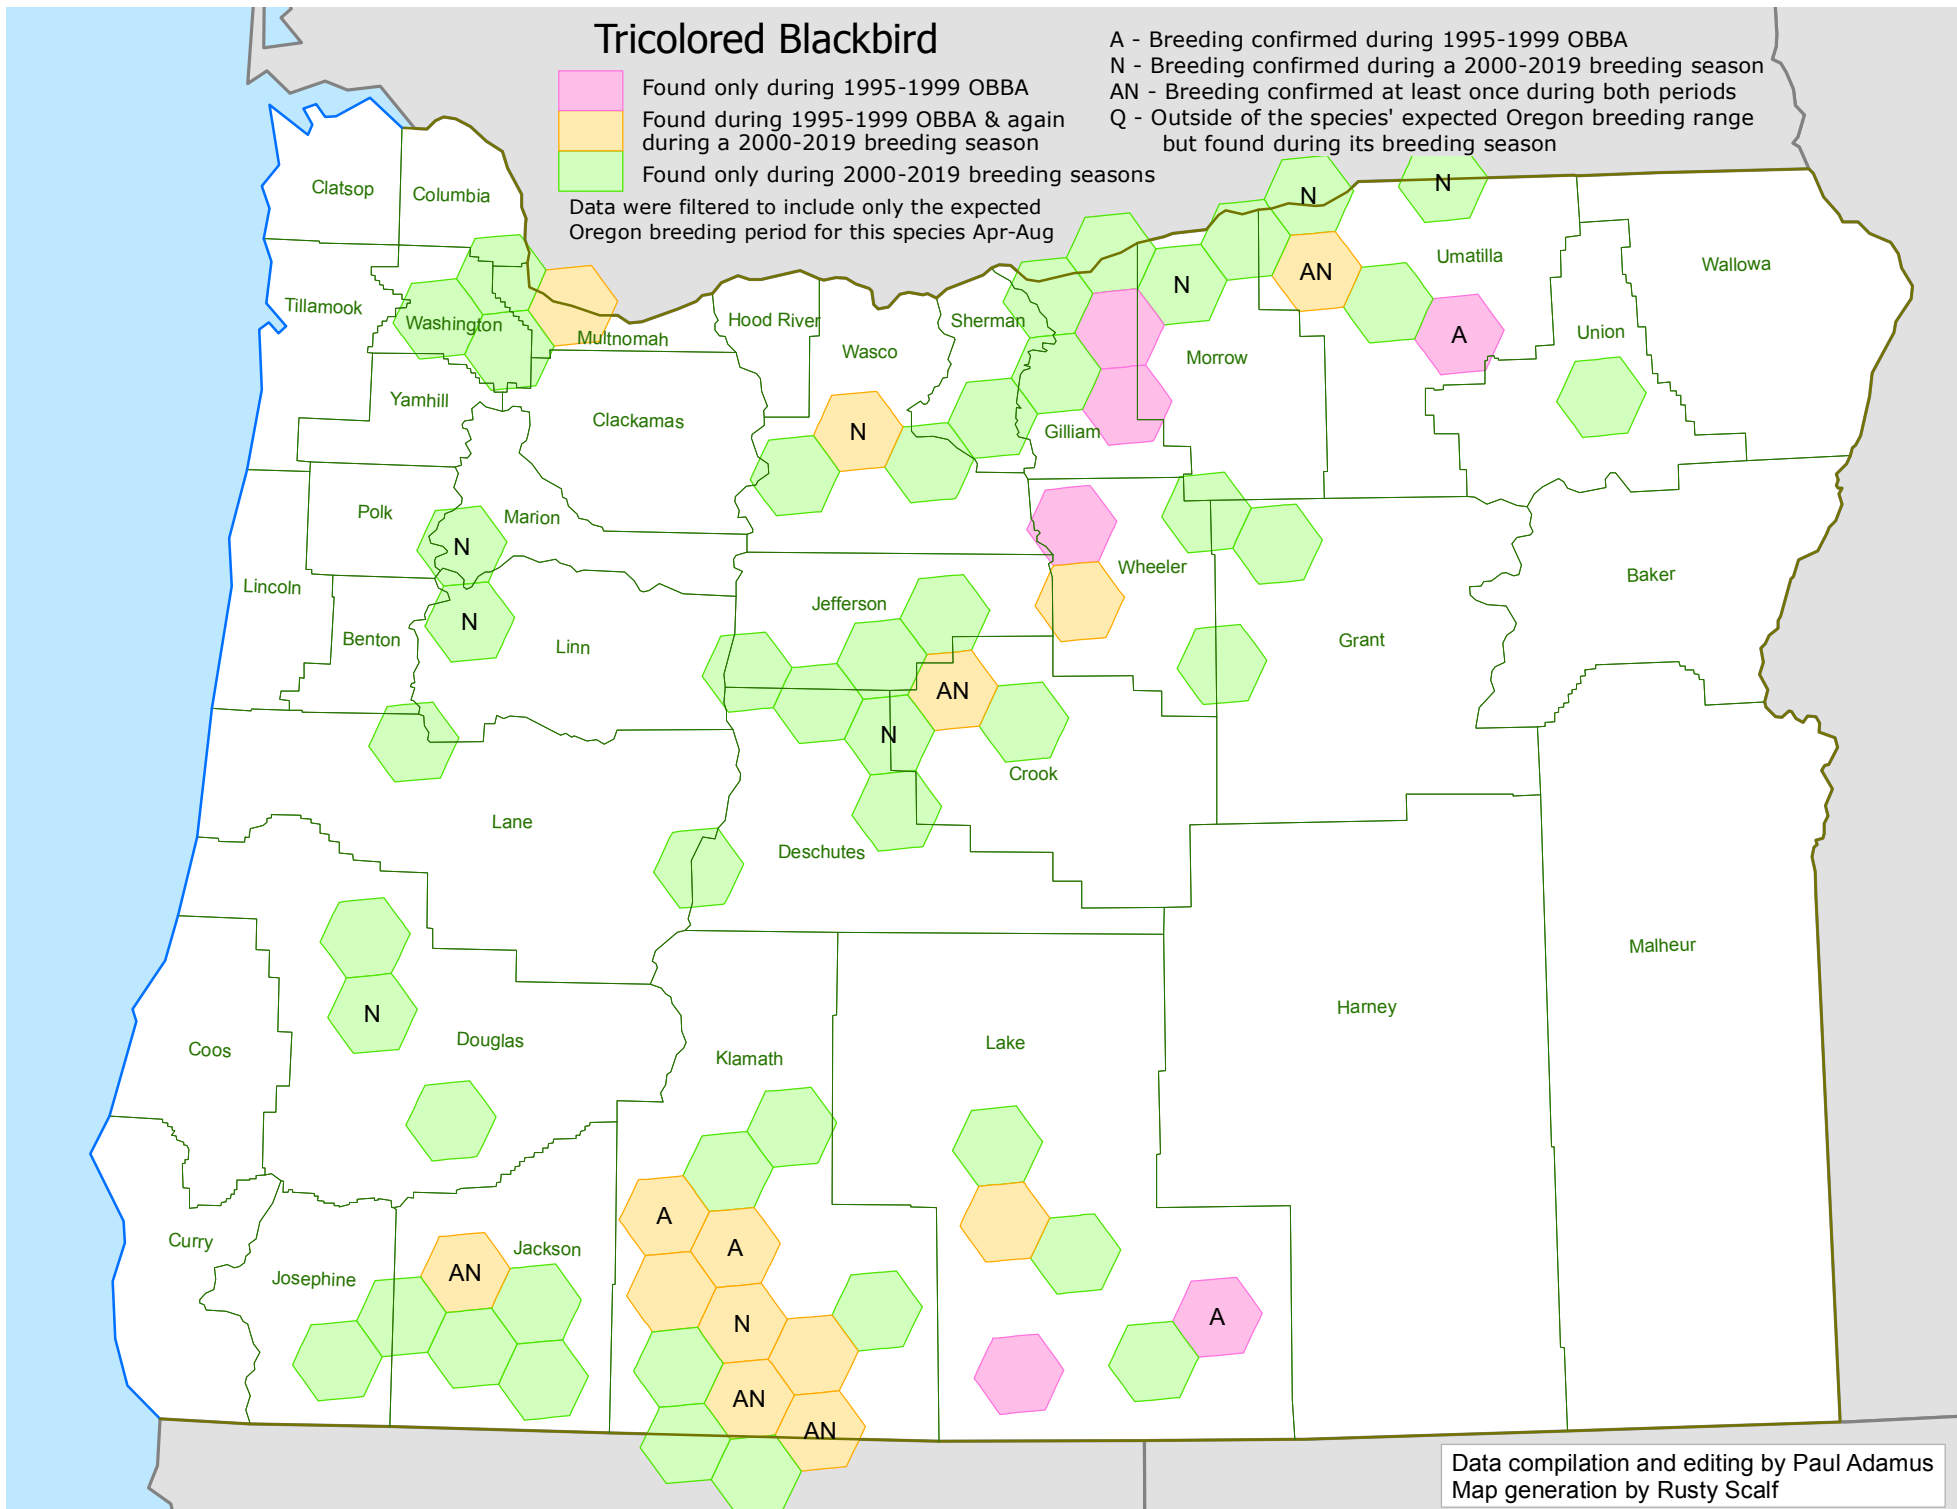 Tricolored Blackbird
Found only during 1995-1999 OBBA
Found during 1995-1999 OBBA & again
during a 2000-2019 breeding season
Found only during 2000-2019 breeding seasons
Data were filtered to include only the expected
Oregon breeding period for this species Apr-Aug
A - Breeding confirmed during 1995-1999 OBBA
N - Breeding confirmed during a 2000-2019 breeding season
AN - Breeding confirmed at least once during both periods
Q - Outside of the species' expected Oregon breeding range
but found during its breeding season
Clatsop
Columbia
N
N
Umatilla
Wallowa
AN
N
Tillamook
Washington
Multnomah
Hood River
Sherman
A
Union
Wasco
Morrow
Yamhill
Clackamas
N
Gilliam
Polk
Marion
N
Wheeler
Baker
Lincoln
Jefferson
N
Benton
Linn
Grant
AN
N
Crook
Lane
Deschutes
Malheur
N
Harney
Coos
Douglas
Klamath
Lake
A
Curry
Jackson
A
Josephine
AN
N
A
AN
AN
Data compilation and editing by Paul Adamus
Map generation by Rusty Scalf